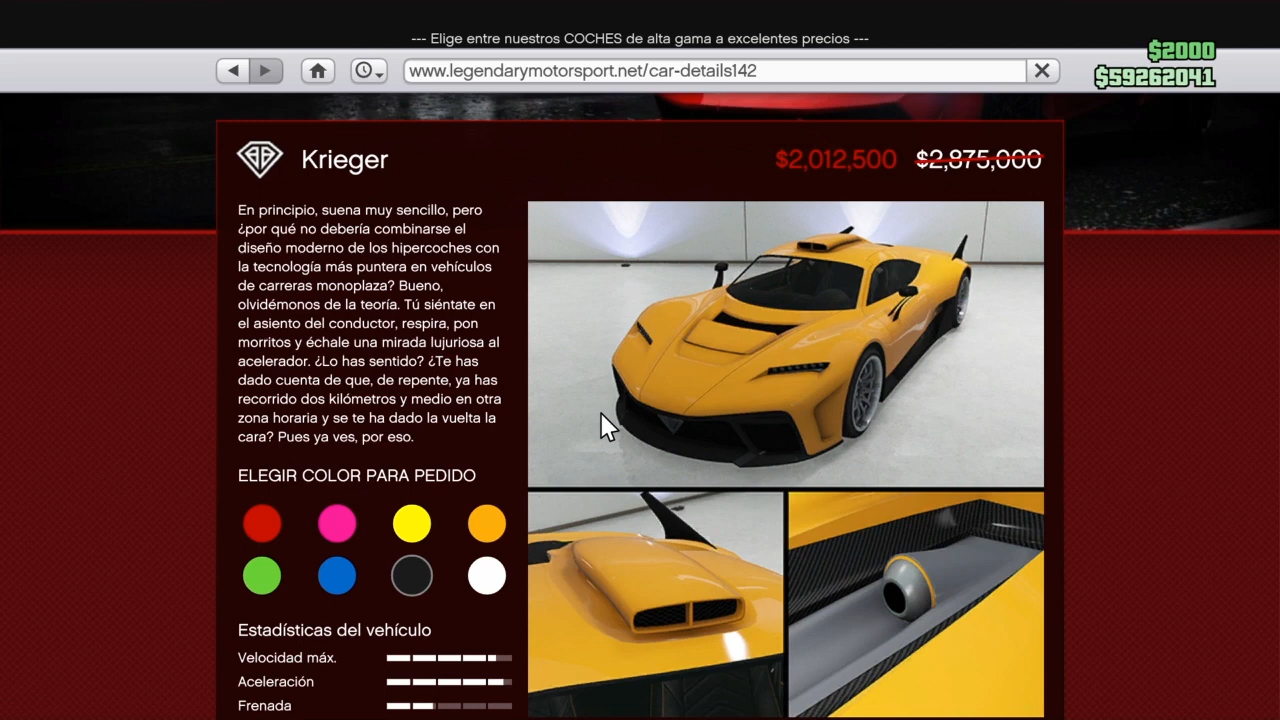 --- Elige entre nuestros COCHES de alta gama a excelentes precios ---
$2000
www.legendarymotorsport.net/car-details142
$59262041
Krieger
$2,012,500 $2,875,000
En principio, suena muy sencillo, pero
¿por qué no debería combinarse el
diseño moderno de los hipercoches con
la tecnología más puntera en vehículos
de carreras monoplaza? Bueno,
olvidémonos de la teoría. Tú siéntate en
el asiento del conductor, respira, pon
morritos y échale una mirada lujuriosa al
acelerador. ¿Lo has sentido? ¿Te has
dado cuenta de que, de repente, ya has
recorrido dos kilómetros y medio en otra
zona horaria y se te ha dado la vuelta la
cara? Pues ya ves, por eso.
ELEGIR COLOR PARA PEDIDO
Estadísticas del vehículo
Velocidad máx.
Aceleración
Frenada